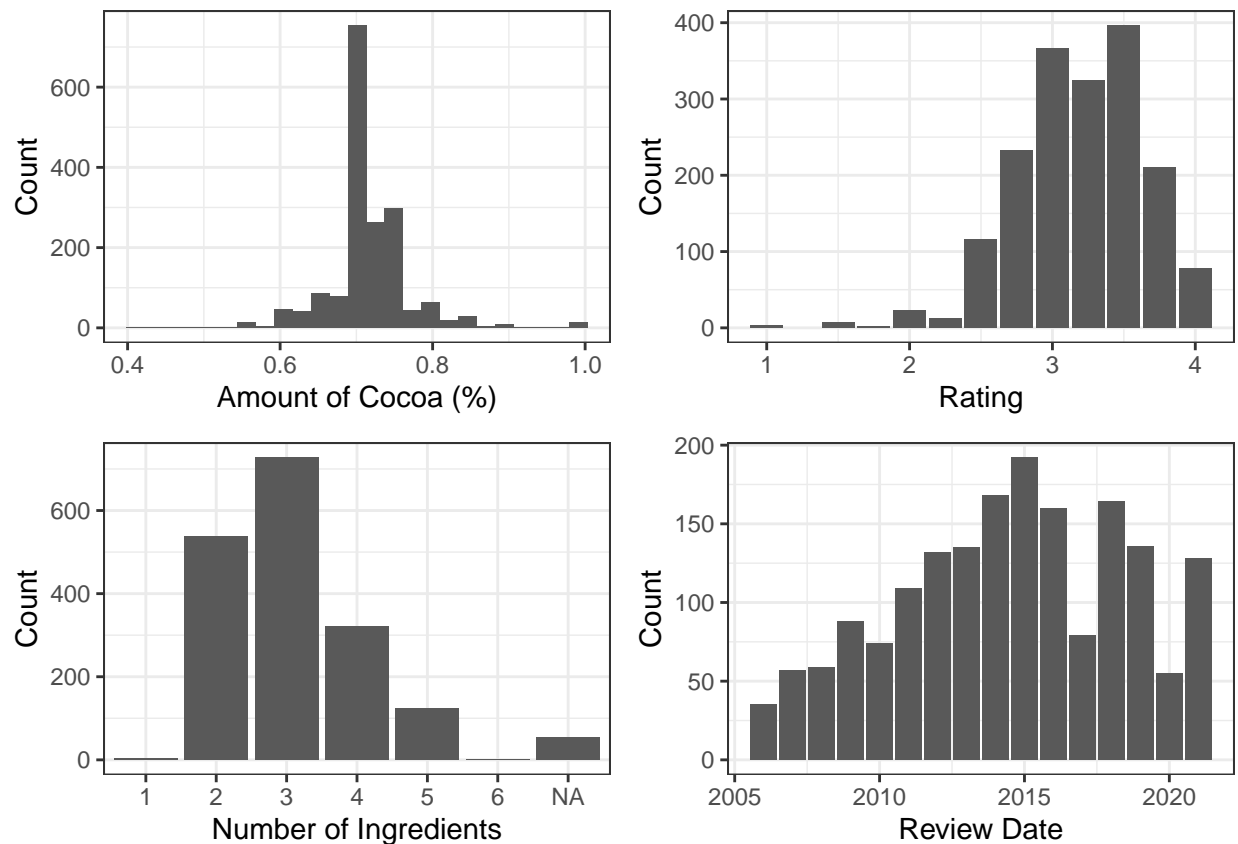 Count
600
400
200
0
0.4 0.6 0.8 1.0
Amount of Cocoa (%)
Count
400
300
200
100
0
1 2 3 4
Rating
Count
600
400
200
0
1 2 3 4 5 6 NA
Number of Ingredients
Count
200
150
100
50
0
2005 2010 2015 2020
Review Date